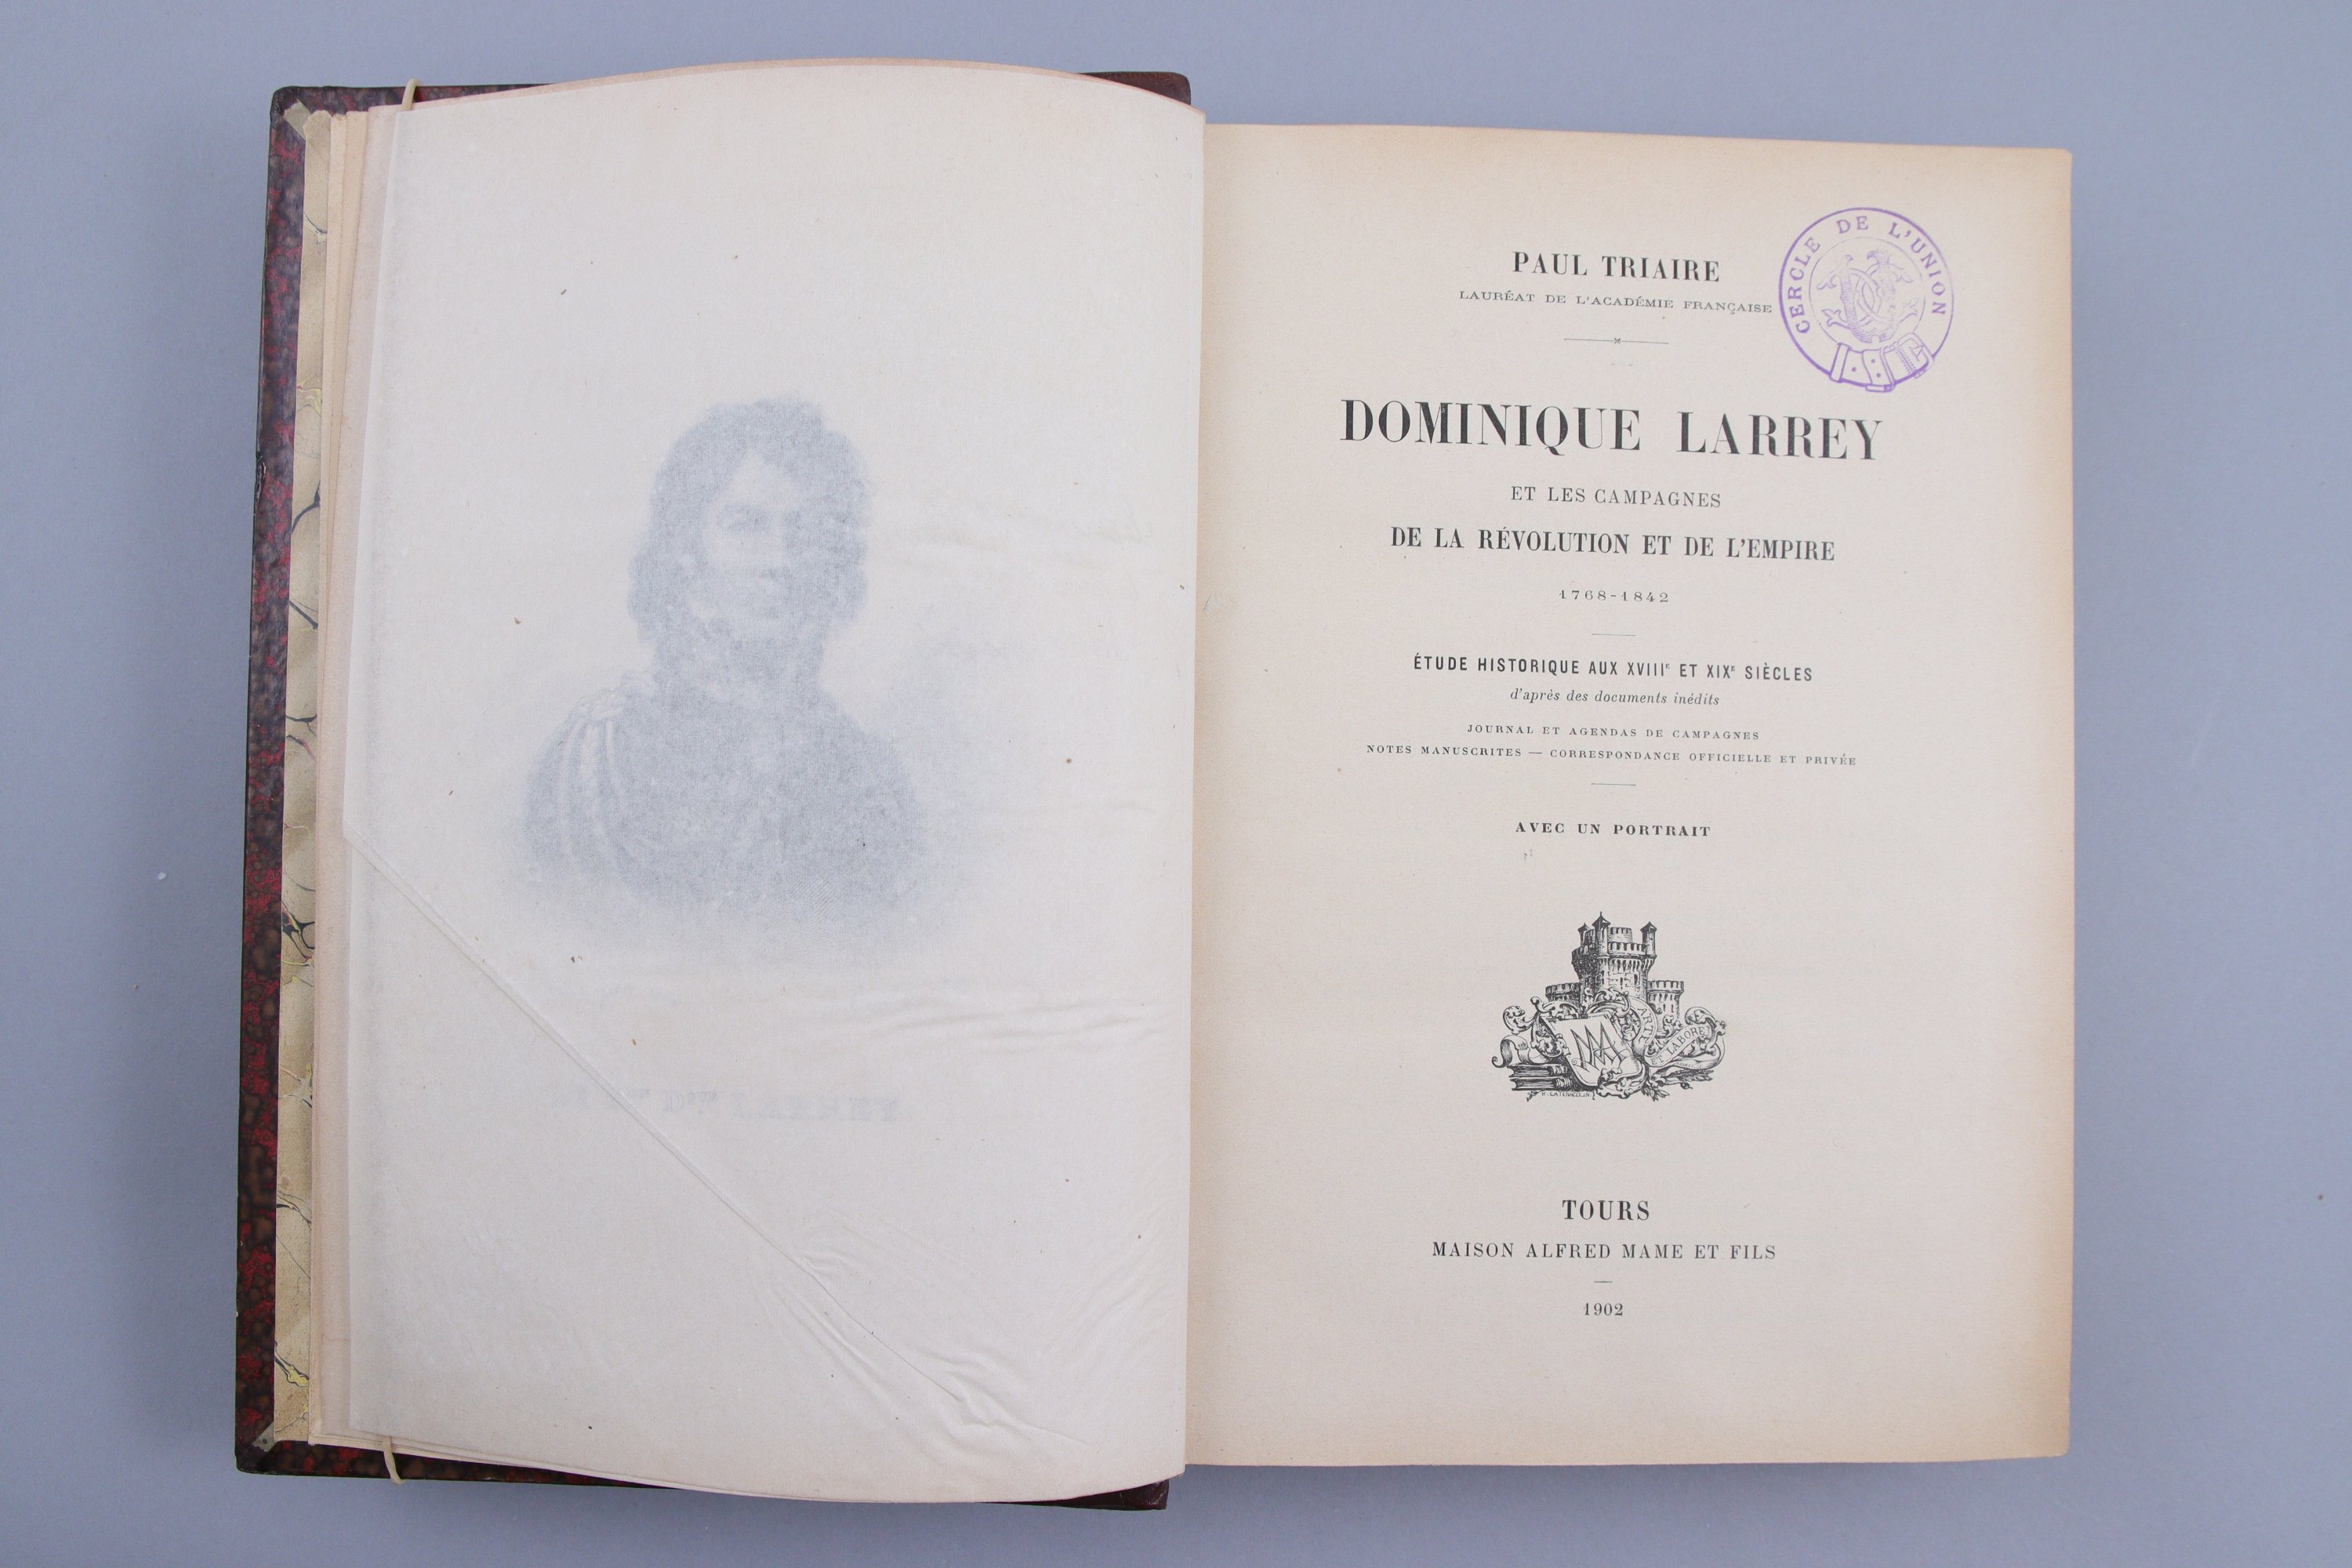 PAUL TRIAIRE
LAURÉAT DE L'ACADÉMIE FRANÇAISE
CERCLE DE L'UNION
DOMINIQUE LARREY
ET LES CAMPAGNES
DE LA RÉVOLUTION ET DE L'EMPIRE
1768-1842
ÉTUDE HISTORIQUE AUX XVIIIE ET XIXE SIÈCLES
d'après des documents inédits
JOURNAL ET AGENDAS DE CAMPAGNES
NOTES MANUSCRITES — CORRESPONDANCE OFFICIELLE ET PRIVÉE
AVEC UN PORTRAIT
ET LABORE
TOURS
MAISON ALFRED MAME ET FILS
1902